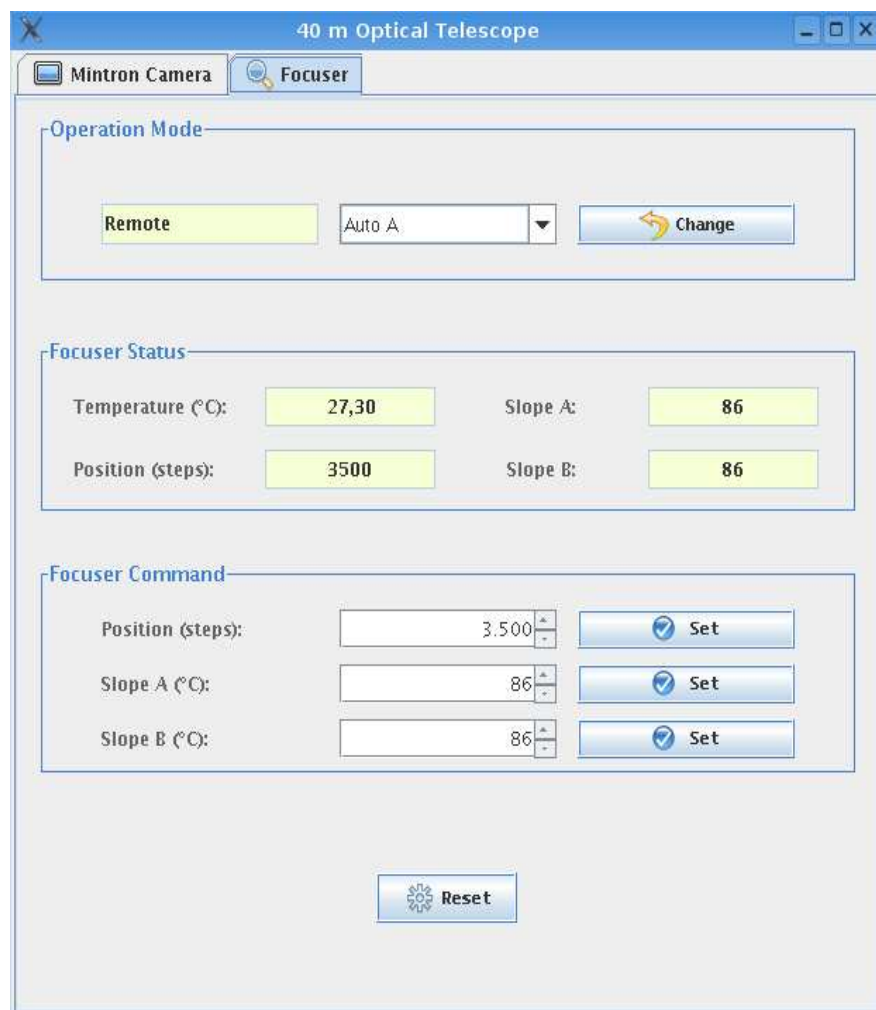 40 m Optical Telescope
Mintron Camera Focuser
Operation Mode
Remote Auto A Change
Focuser Status
Temperature (°C): 27,30 Slope A: 86
Position (steps): 3500 Slope B: 86
Focuser Command
Position (steps): 3.500 Set
Slope A (°C): 86 Set
Slope B (°C): 86 Set
Reset